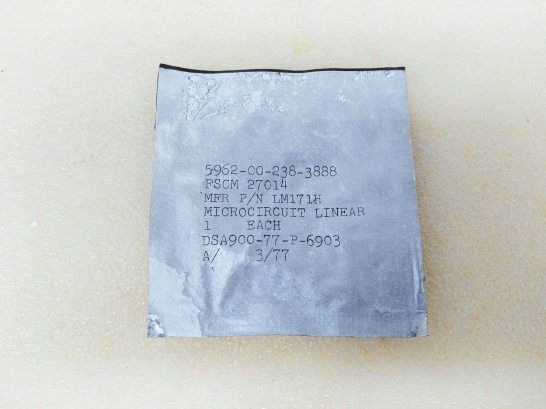 5962-00-238-3888
FSCM 27014
MFR P/N LM171H
MICROCIRCUIT LINEAR
1 EACH
DSA900-77-P-6903
A/ 3/77